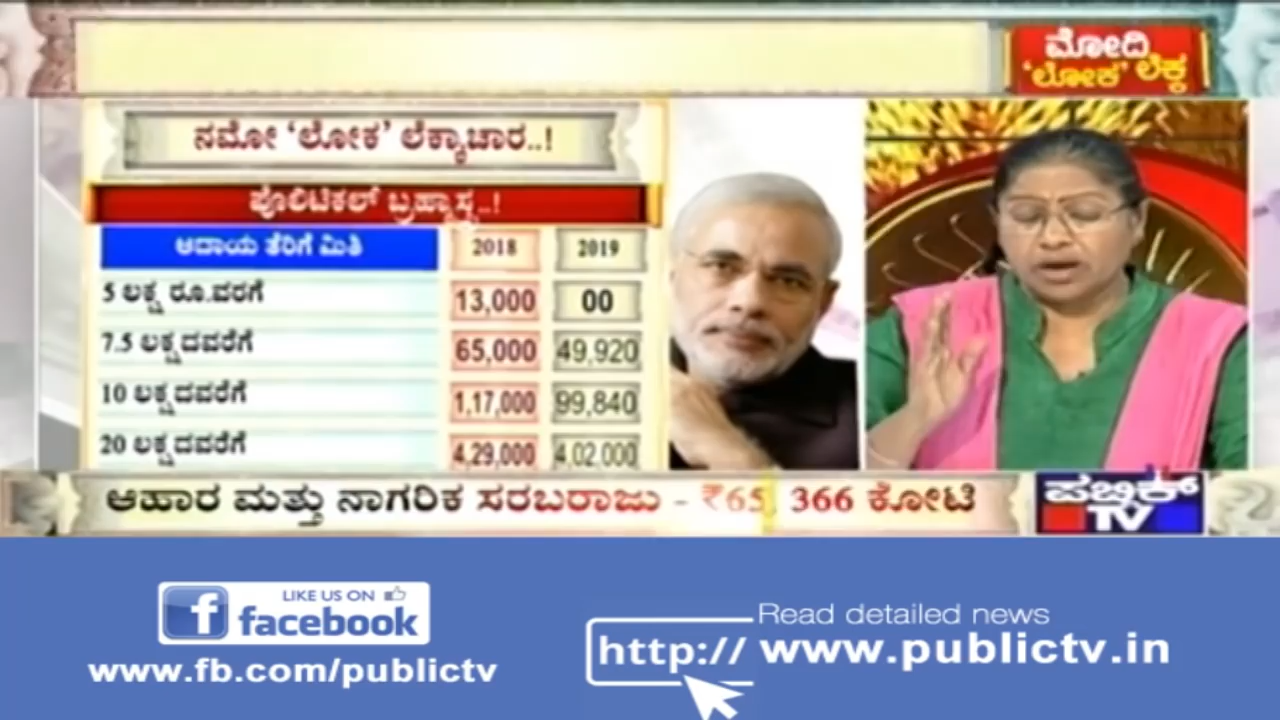 ಮೋದಿ
‘ಲೋಕ’ ಲೆಕ್ಕ
ನಮೋ ‘ಲೋಕ’ ಲೆಕ್ಕಾಚಾರ..!
ಪೊಲಿಟಿಕಲ್ ಬ್ರಹ್ಮಾಸ್ತ್ರ..!
ಆದಾಯ ತೆರಿಗೆ ಮಿತಿ 2018 2019
5 ಲಕ್ಷ ರೂ.ವರಗೆ 13,000 00
7.5 ಲಕ್ಷದವರೆಗೆ 65,000 49,920
10 ಲಕ್ಷದವರೆಗೆ 1,17,000 99,840
20 ಲಕ್ಷದವರೆಗೆ 4,29,000 4,02,000
ಆಹಾರ ಮತ್ತು ನಾಗರಿಕ ಸರಬರಾಜು - ₹65, 366 ಕೋಟಿ
ಪಬ್ಲಿಕ್
TV
LIKE US ON
facebook
www.fb.com/publictv
Read detailed news
http:// www.publictv.in